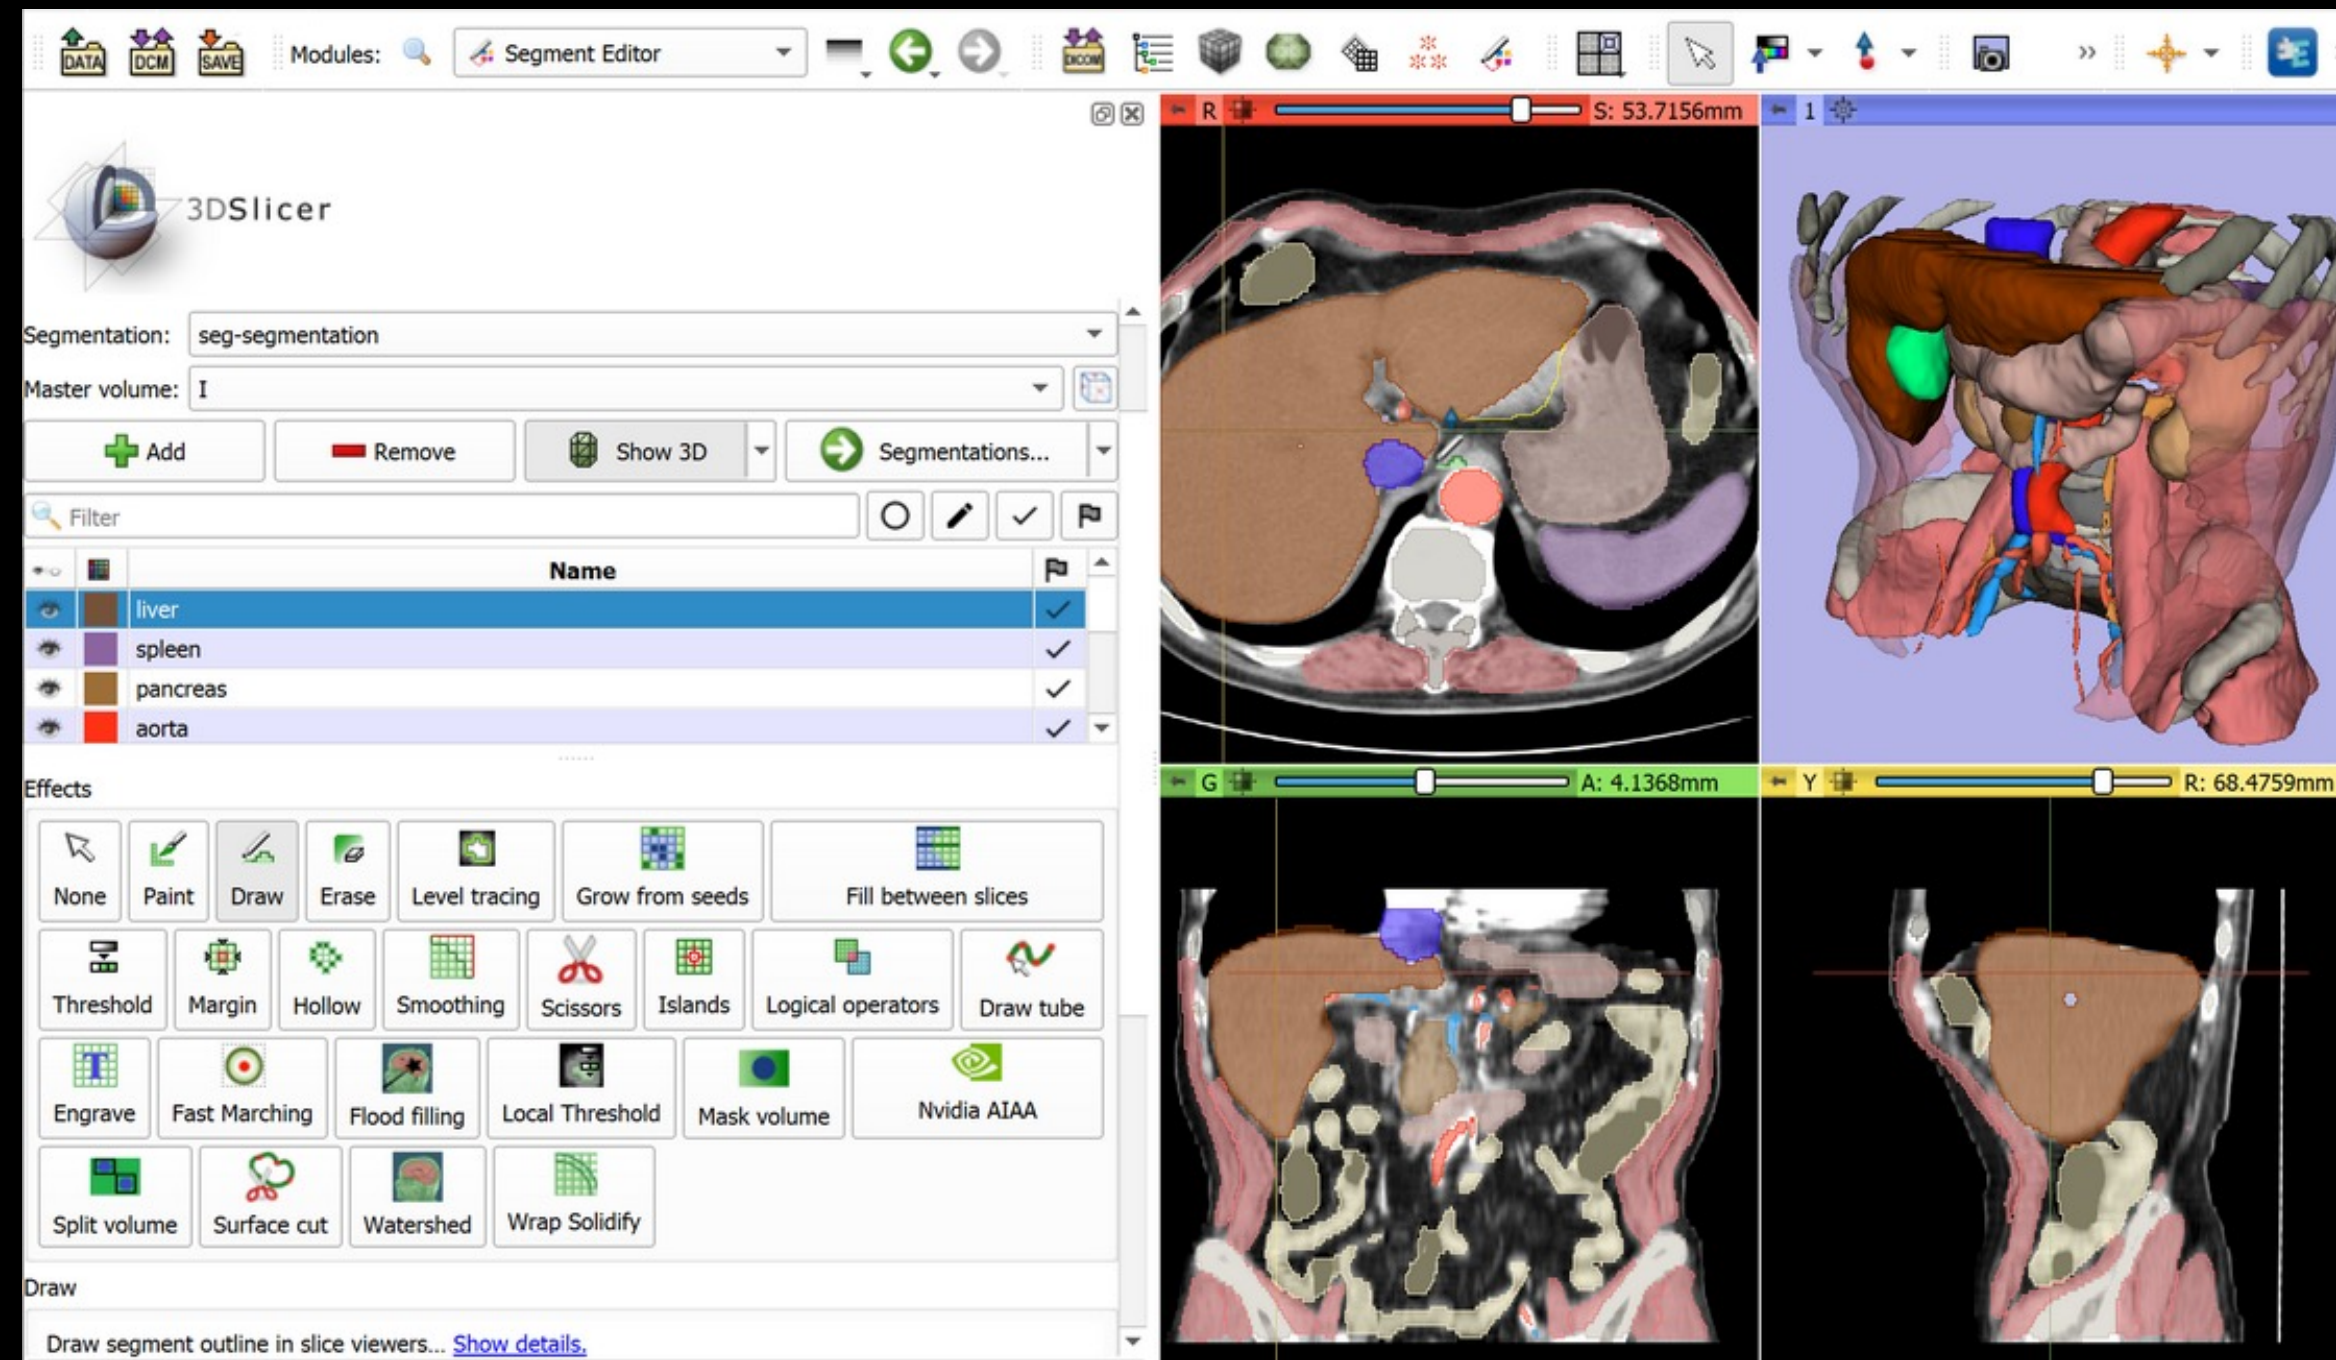 DATA DCM SAVE Modules: Segment Editor DICOM
3DSlicer
Segmentation: seg-segmentation
Master volume: I
Add Remove Show 3D Segmentations...
Filter
Name
liver
spleen
pancreas
aorta
Effects
None Paint Draw Erase Level tracing Grow from seeds Fill between slices
Threshold Margin Hollow Smoothing Scissors Islands Logical operators Draw tube
Engrave Fast Marching Flood filling Local Threshold Mask volume Nvidia AIAA
Split volume Surface cut Watershed Wrap Solidify
Draw
Draw segment outline in slice viewers... Show details.
R S: 53.7156mm
1
G A: 4.1368mm
Y R: 68.4759mm